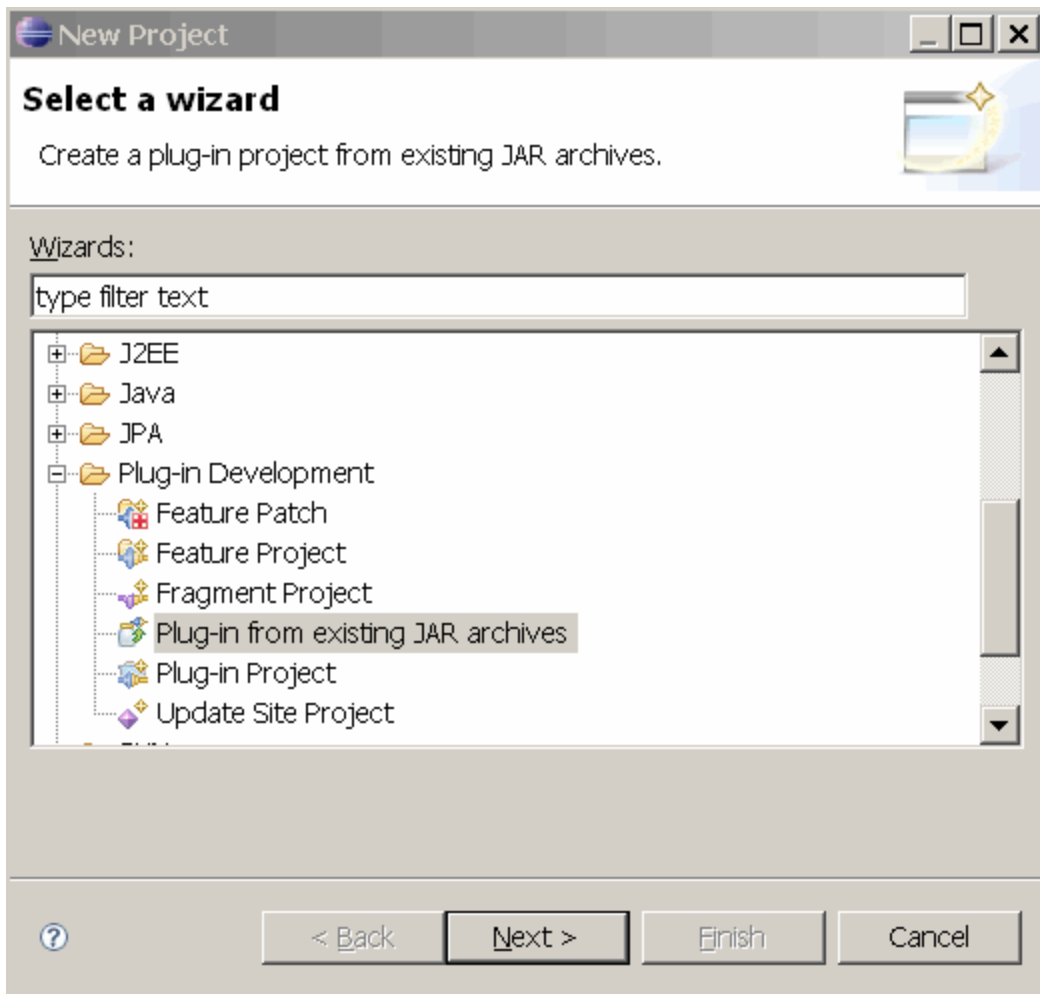 New Project
Select a wizard
Create a plug-in project from existing JAR archives.
Wizards:
type filter text
J2EE
Java
JPA
Plug-in Development
Feature Patch
Feature Project
Fragment Project
Plug-in from existing JAR archives
Plug-in Project
Update Site Project
< Back Next > Finish Cancel